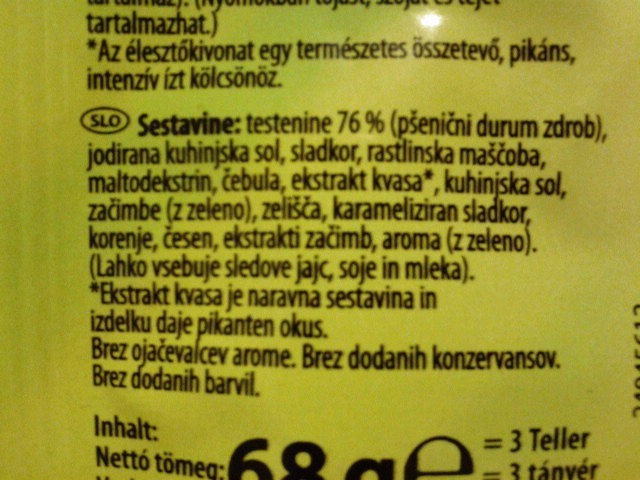 tartalmazhat.)
*Az élesztőkivonat egy természetes összetevő, pikáns,
intenzív ízt kölcsönöz.
SLO Sestavine: testenine 76 % (pšenični durum zdrob),
jodirana kuhinjska sol, sladkor, rastlinska maščoba,
maltodekstrin, čebula, ekstrakt kvasa*, kuhinjska sol,
začimbe (z zeleno), zelišča, karameliziran sladkor,
korenje, česen, ekstrakti začimb, aroma (z zeleno).
(Lahko vsebuje sledove jajc, soje in mleka).
*Ekstrakt kvasa je naravna sestavina in
izdelku daje pikanten okus.
Brez ojačevalcev arome. Brez dodanih konzervansov.
Brez dodanih barvil.
Inhalt:
Nettó tömeg: 68 g e = 3 Teller
= 3 tányér